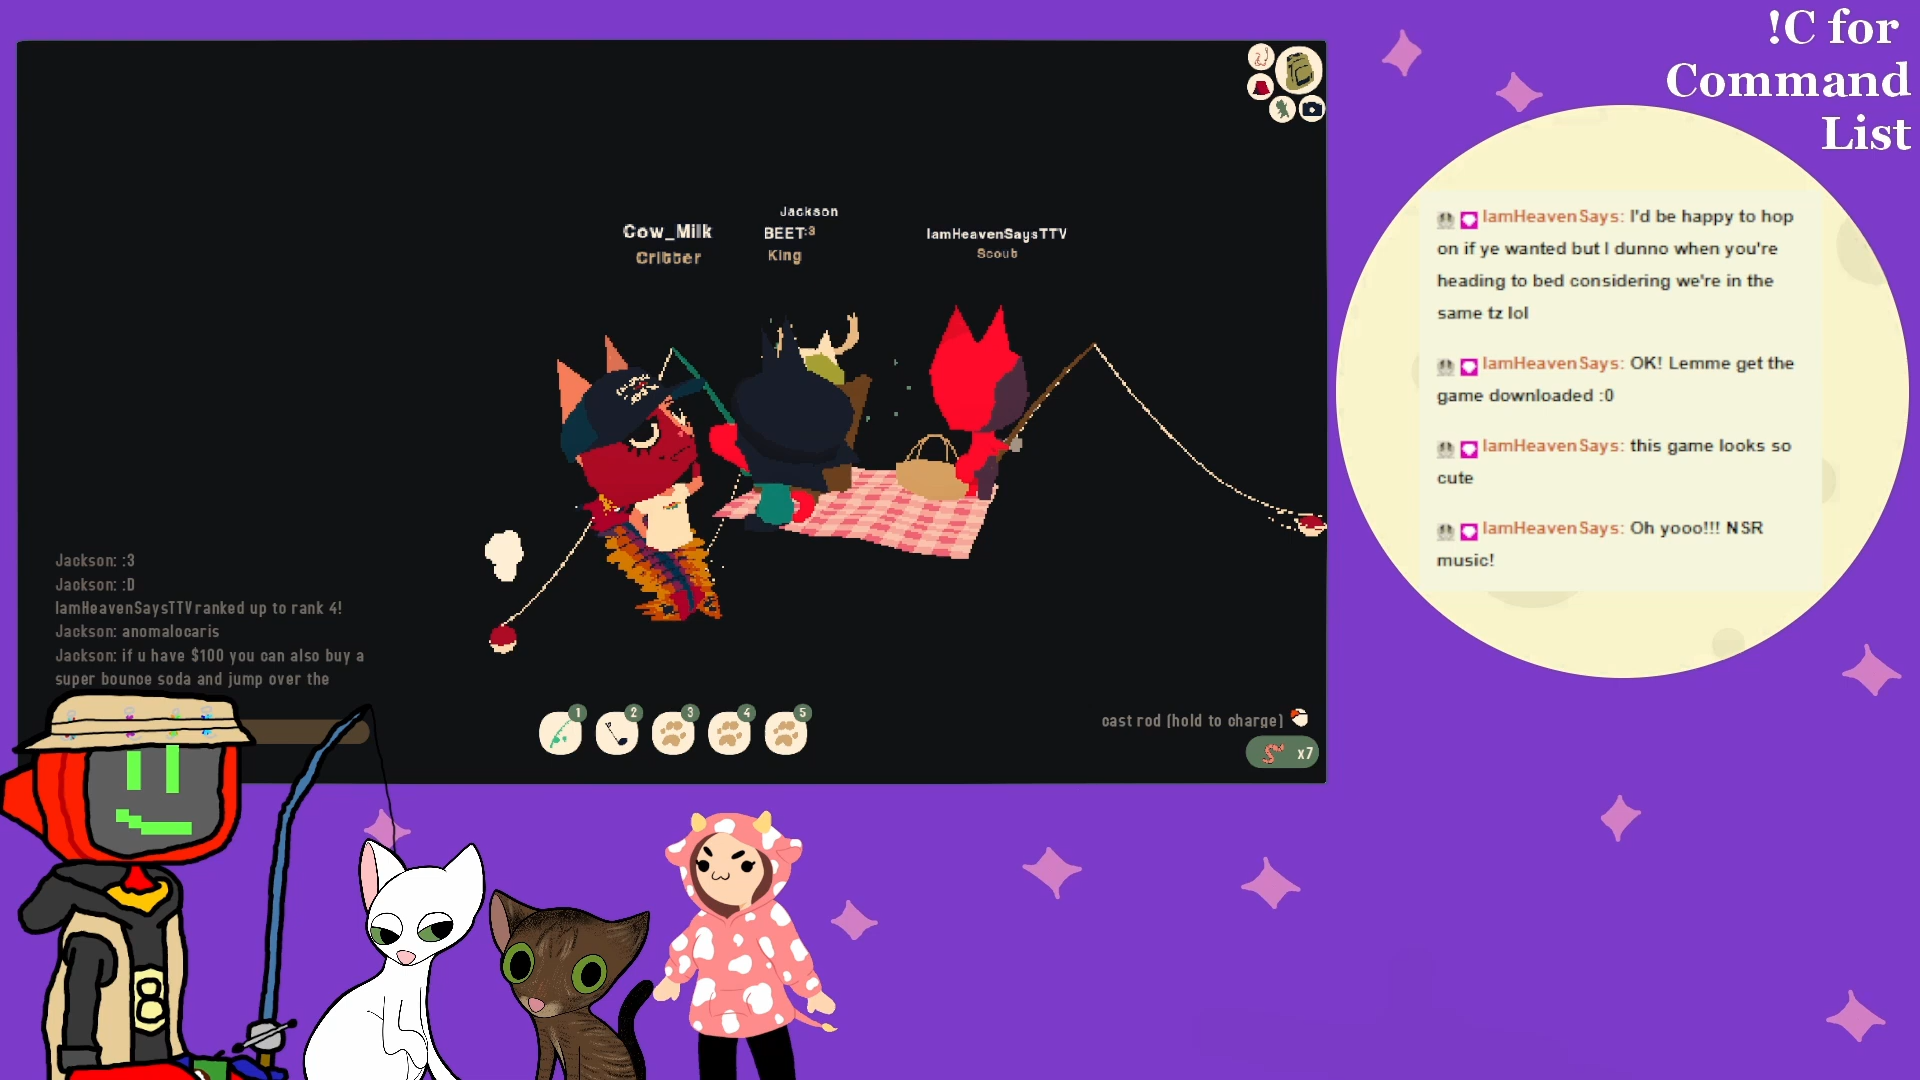 !C for
Command
List
Jackson
Cow_Milk
BEET:3
IamHeavenSaysTTV
Critter
King
Scout
IamHeavenSays: I'd be happy to hop
on if ye wanted but I dunno when you're
heading to bed considering we're in the
same tz lol
IamHeavenSays: OK! Lemme get the
game downloaded :0
IamHeavenSays: this game looks so
cute
IamHeavenSays: Oh yooo!!! NSR
music!
Jackson: :3
Jackson: :D
IamHeavenSaysTTV ranked up to rank 4!
Jackson: anomalocaris
Jackson: if u have $100 you can also buy a
super bounce soda and jump over the
1
2
3
4
5
cast rod (hold to charge)
x7
8